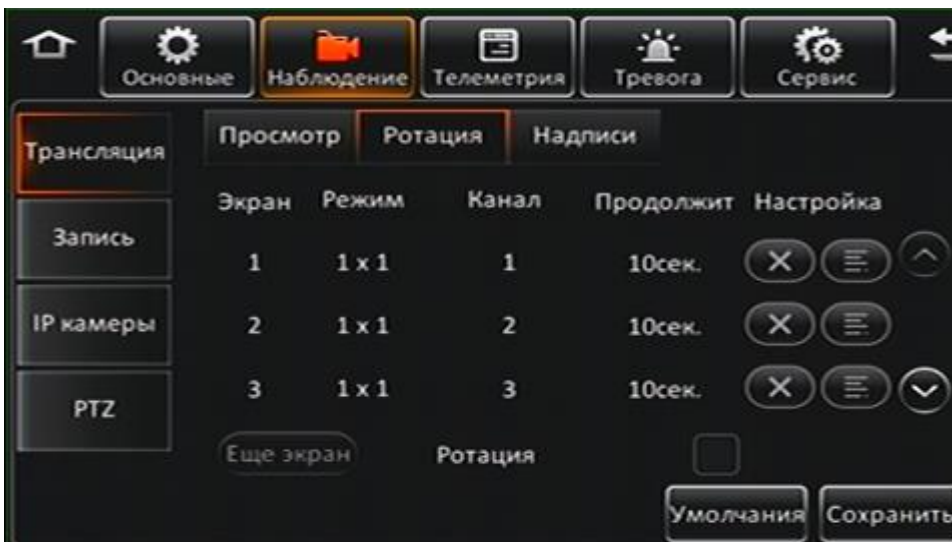 Основные Наблюдение Телеметрия Тревога Сервис
Трансляция
Запись
IP камеры
PTZ
Просмотр Ротация Надписи
Экран Режим Канал Продолжит Настройка
1 1 x 1 1 10сек.
2 1 x 1 2 10сек.
3 1 x 1 3 10сек.
Еще экран Ротация
Умолчания Сохранить